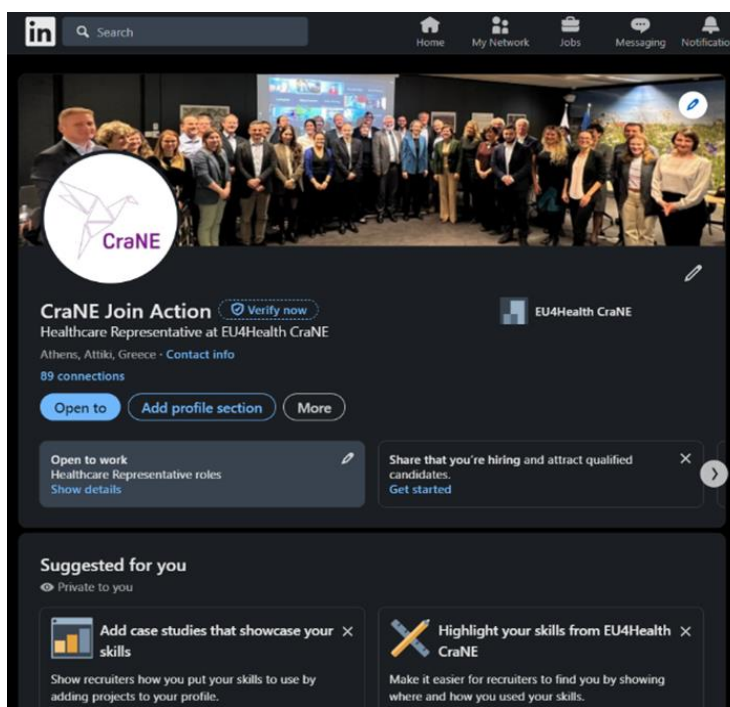 in
Search
Home
My Network
Jobs
Messaging
Notificatio
CraNE
CraNE Join Action
Verify now
Healthcare Representative at EU4Health CraNE
EU4Health CraNE
Athens, Attiki, Greece · Contact info
89 connections
Open to
Add profile section
More
Open to work
Healthcare Representative roles
Show details
Share that you're hiring and attract qualified
candidates.
Get started
Suggested for you
Private to you
Add case studies that showcase your
skills
Show recruiters how you put your skills to use by
adding projects to your profile.
Highlight your skills from EU4Health
CraNE
Make it easier for recruiters to find you by showing
where and how you used your skills.